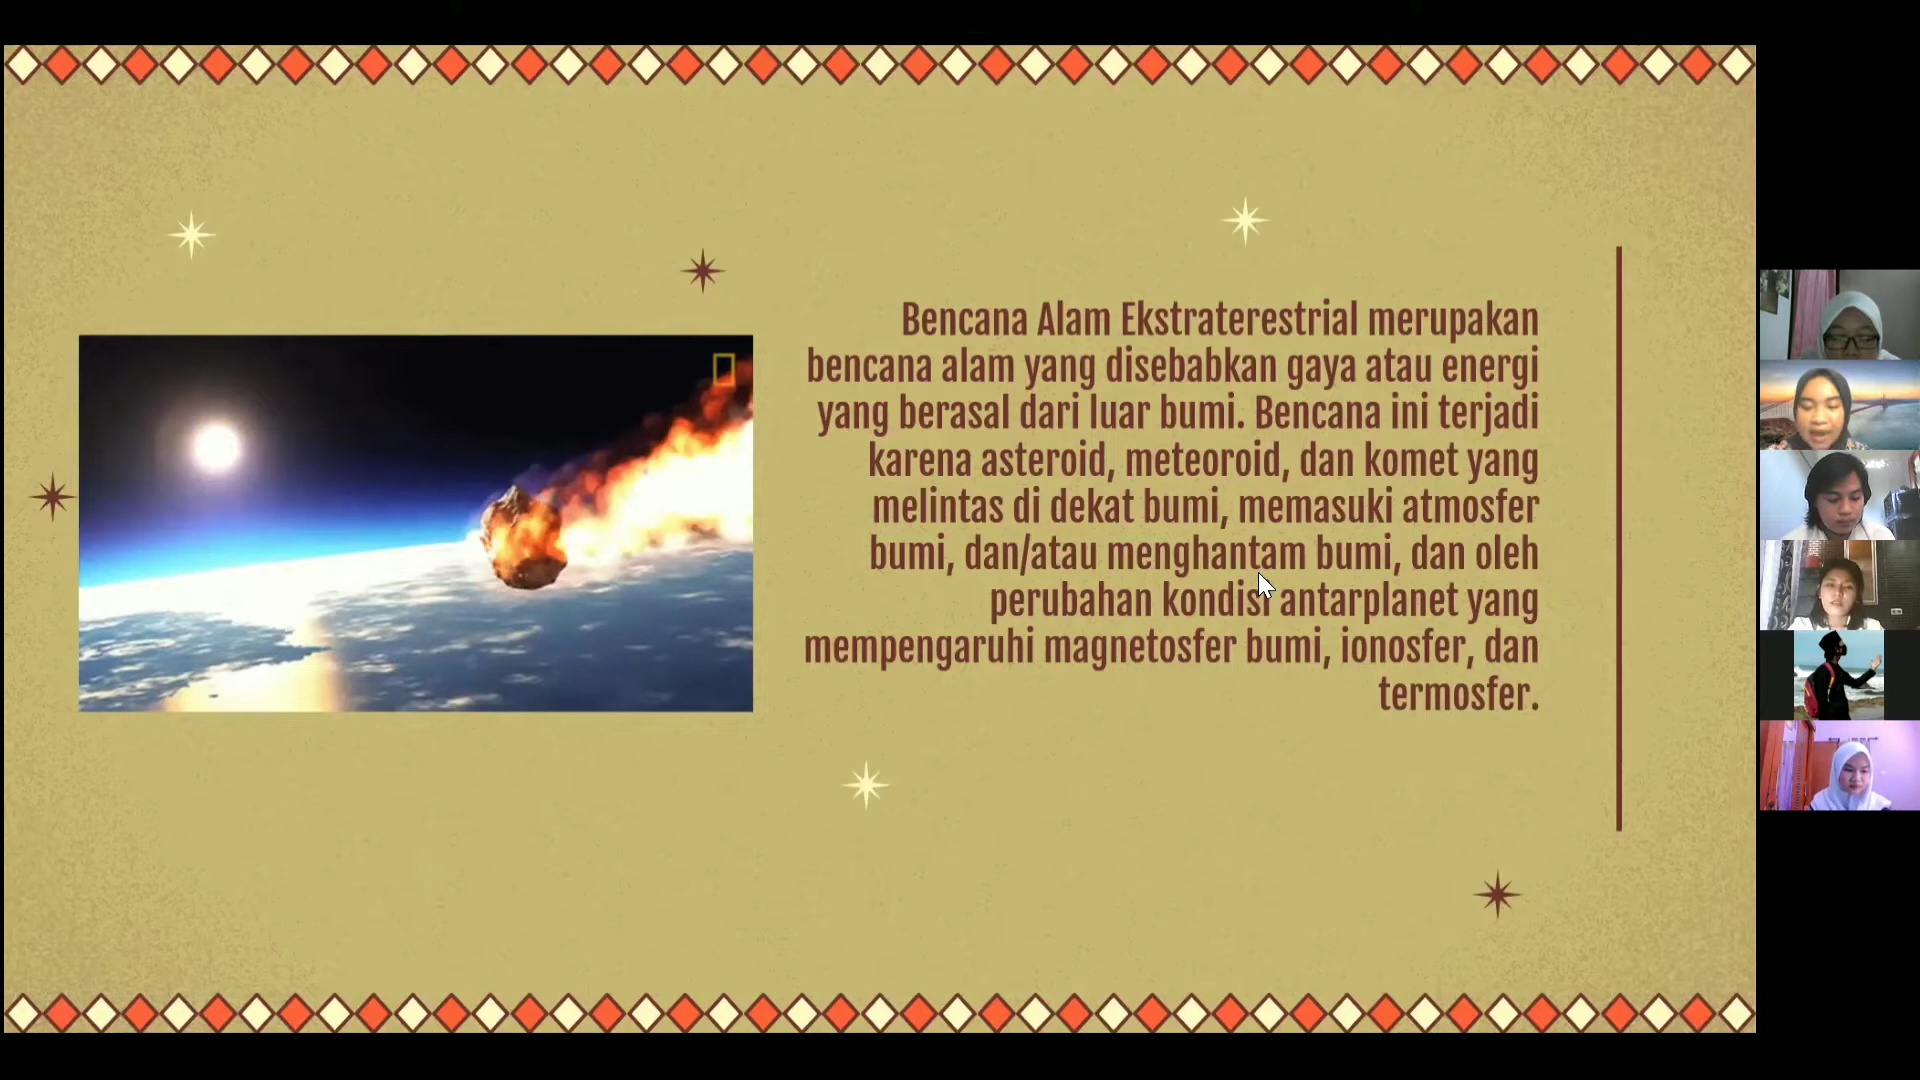 Bencana Alam Ekstraterestrial merupakan
bencana alam yang disebabkan gaya atau energi
yang berasal dari luar bumi. Bencana ini terjadi
karena asteroid, meteoroid, dan komet yang
melintas di dekat bumi, memasuki atmosfer
bumi, dan/atau menghantam bumi, dan oleh
perubahan kondisi antarplanet yang
mempengaruhi magnetosfer bumi, ionosfer, dan
termosfer.